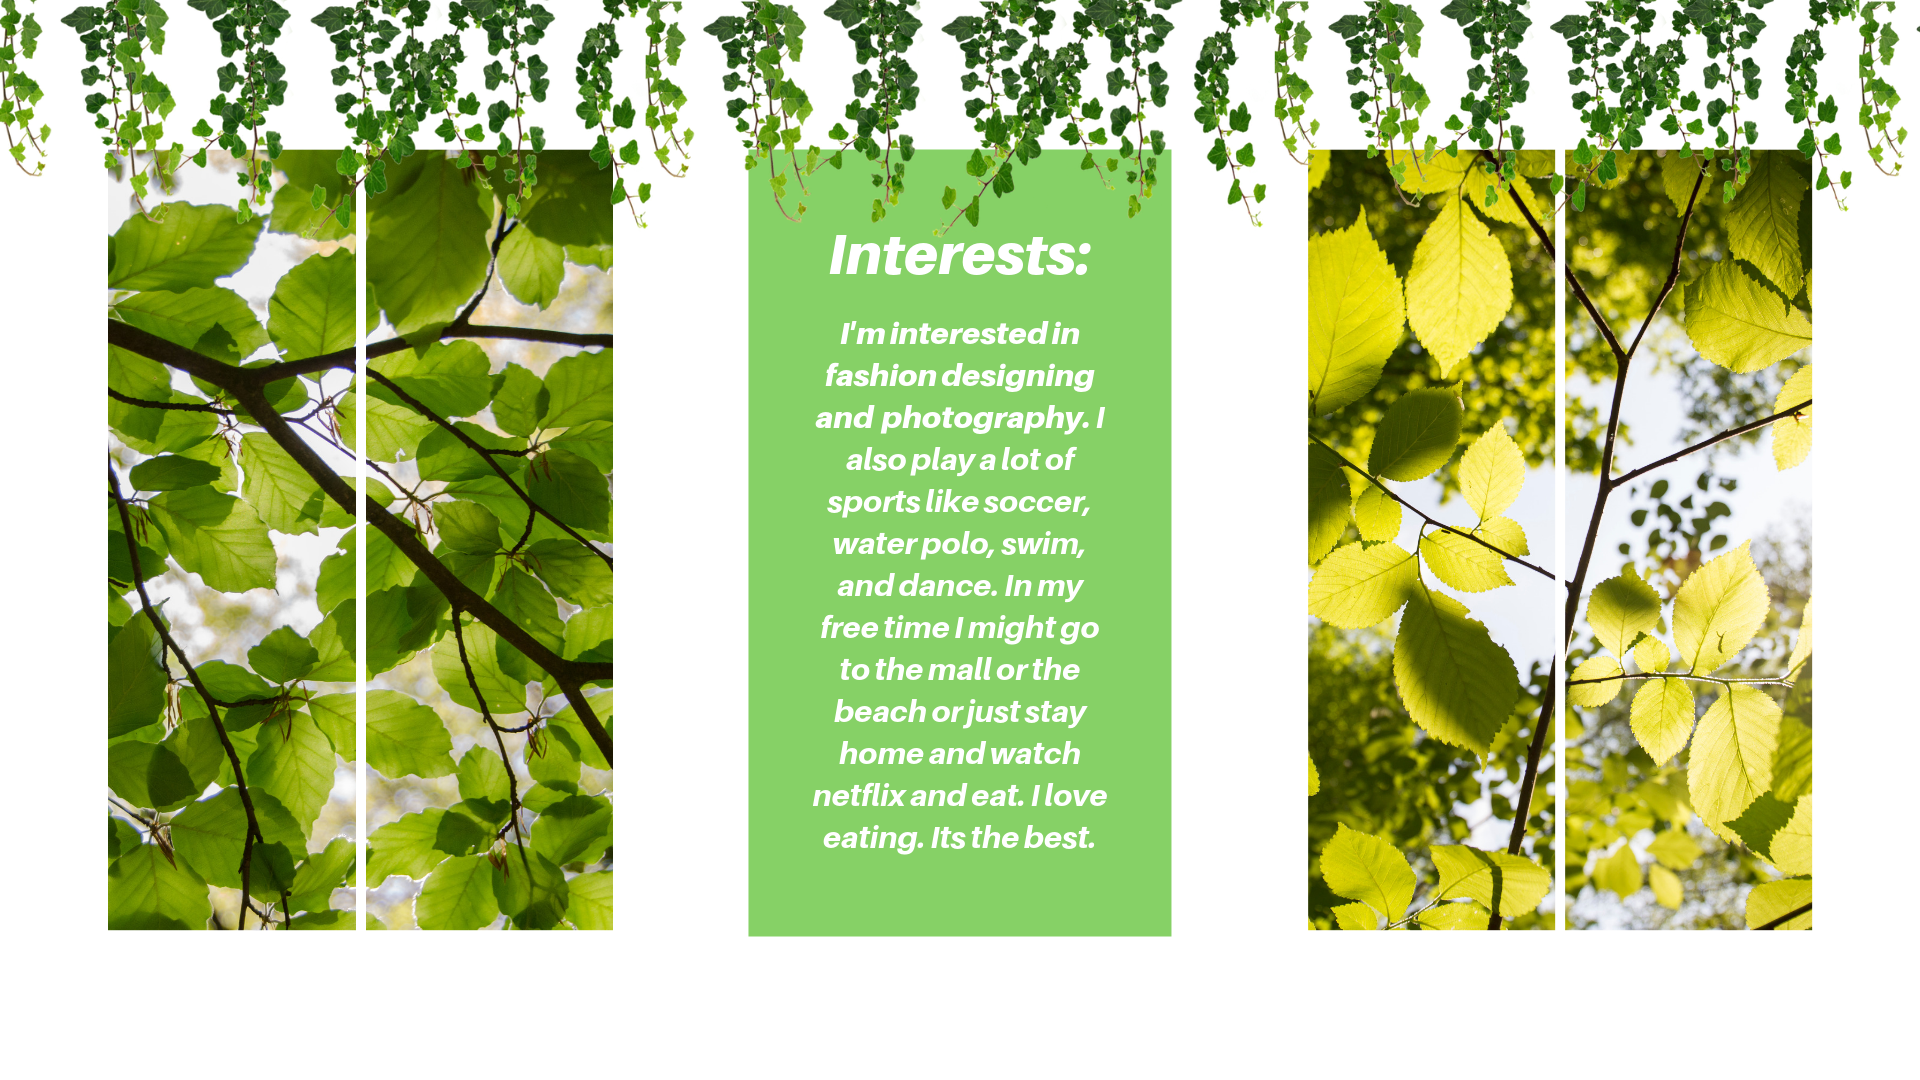 Interests:
I'm interested in
fashion designing
and photography. I
also play a lot of
sports like soccer,
water polo, swim,
and dance. In my
free time I might go
to the mall or the
beach or just stay
home and watch
netflix and eat. I love
eating. Its the best.